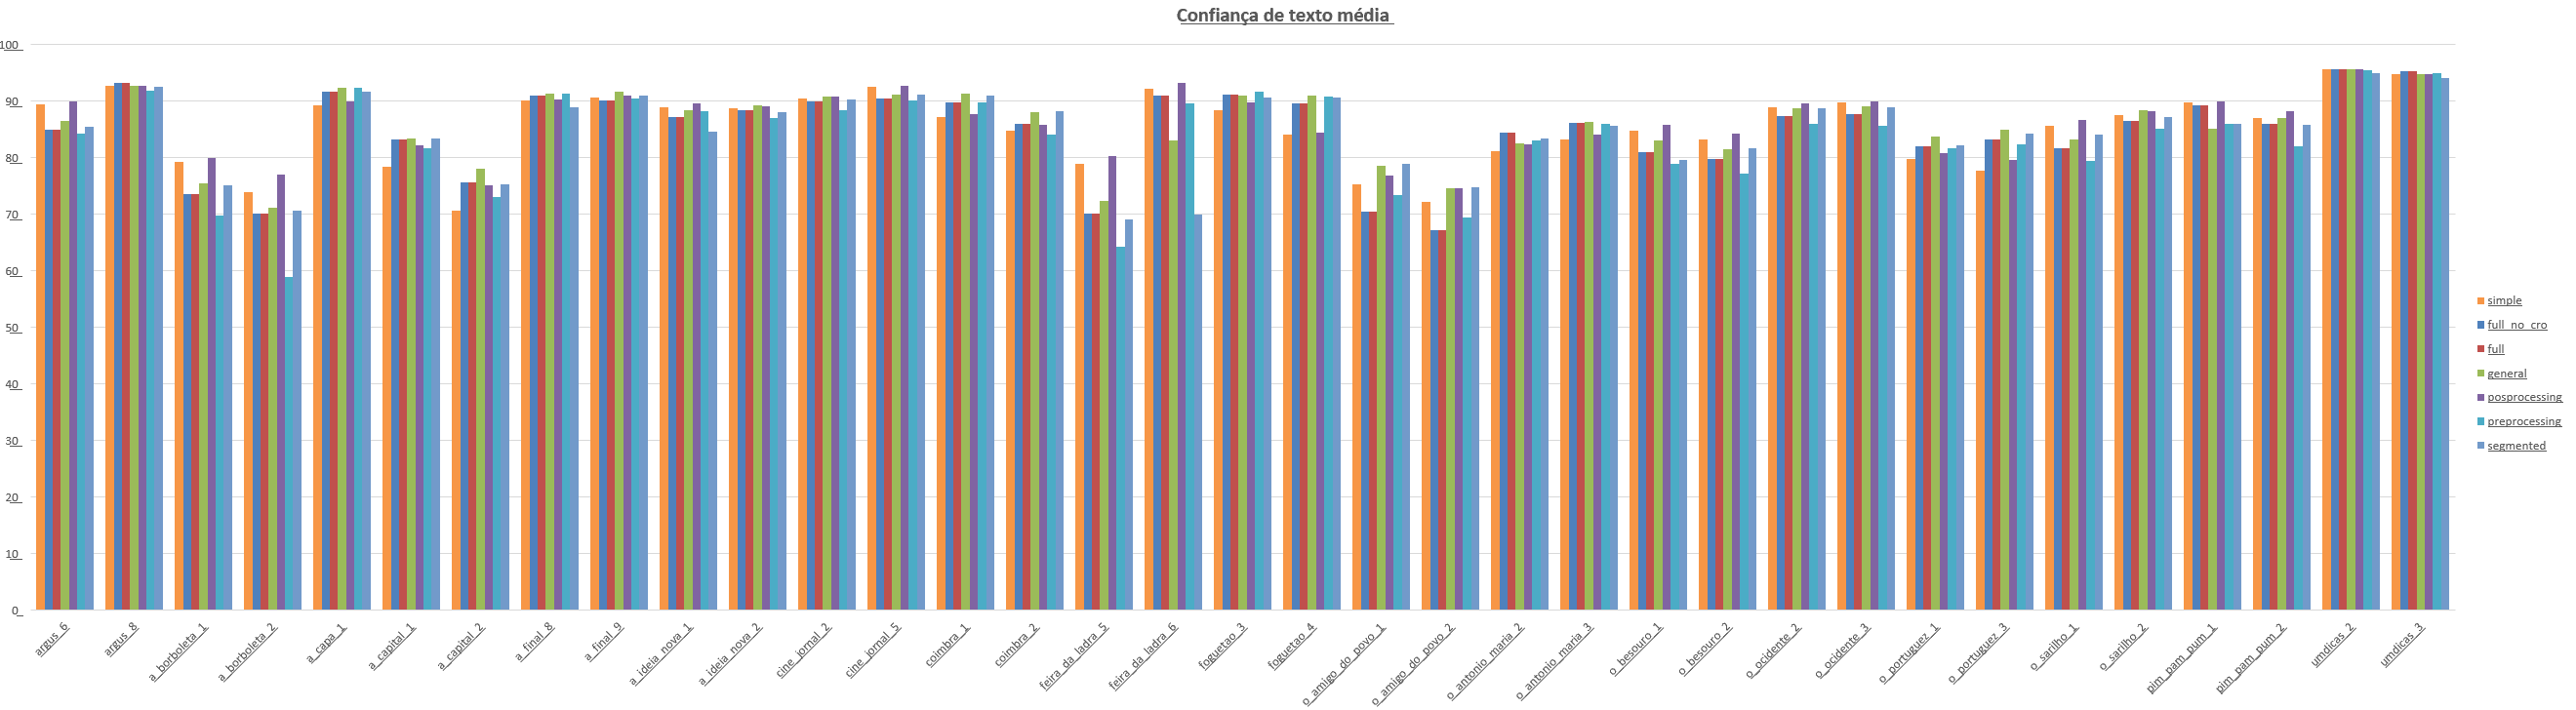 Confiança de texto média
100
90
80
70
60
50
40
30
20
10
0
argus_6
argus_8
a_borboleta_1
a_borboleta_2
a_capa_1
a_capital_1
a_capital_2
a_final_8
a_final_9
a_ideia_nova_1
a_ideia_nova_2
cine_jornal_2
cine_jornal_5
coimbra_1
coimbra_2
feira_da_ladra_5
feira_da_ladra_6
foguetao_3
foguetao_4
o_amigo_do_povo_1
o_amigo_do_povo_2
o_antonio_maria_2
o_antonio_maria_3
o_besouro_1
o_besouro_2
o_ocidente_2
o_ocidente_3
o_portuguez_1
o_portuguez_3
o_sarilho_1
o_sarilho_2
pim_pam_pum_1
pim_pam_pum_2
umdicas_2
umdicas_3
simple
full_no_cro
full
general
posprocessing
preprocessing
segmented